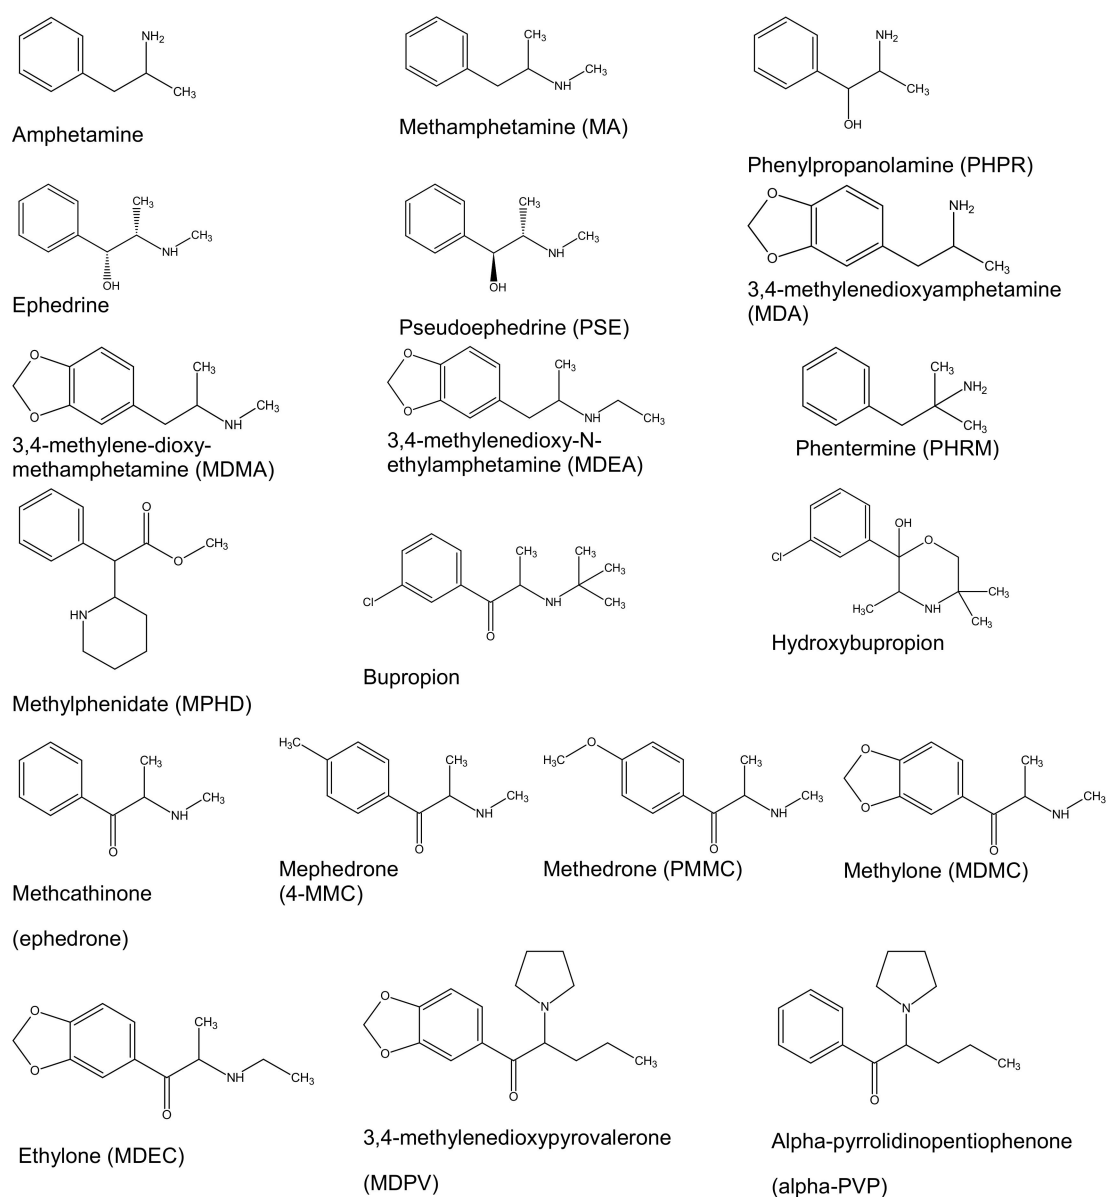 NH2
CH3
Amphetamine
CH3
NH
CH3
Methamphetamine (MA)
NH2
CH3
OH
Phenylpropanolamine (PHPR)
CH3
NH
CH3
OH
Ephedrine
CH3
NH
CH3
OH
Pseudoephedrine (PSE)
O
O
NH2
CH3
3,4-methylenedioxyamphetamine
(MDA)
O
O
CH3
NH
CH3
3,4-methylene-dioxy-
methamphetamine (MDMA)
O
O
CH3
NH
CH3
3,4-methylenedioxy-N-
ethylamphetamine (MDEA)
CH3
NH2
CH3
Phentermine (PHRM)
O
O
CH3
HN
Methylphenidate (MPHD)
Cl
O
CH3
NH
CH3
CH3
CH3
Bupropion
Cl
OH
O
H3C
NH
CH3
CH3
Hydroxybupropion
CH3
NH
CH3
O
Methcathinone
(ephedrone)
H3C
CH3
NH
CH3
O
Mephedrone
(4-MMC)
H3C
O
CH3
NH
CH3
O
Methedrone (PMMC)
O
O
CH3
NH
CH3
O
Methylone (MDMC)
O
O
CH3
NH
CH3
O
Ethylone (MDEC)
O
O
N
CH3
O
3,4-methylenedioxypyrovalerone
(MDPV)
N
CH3
O
Alpha-pyrrolidinopentiophenone
(alpha-PVP)